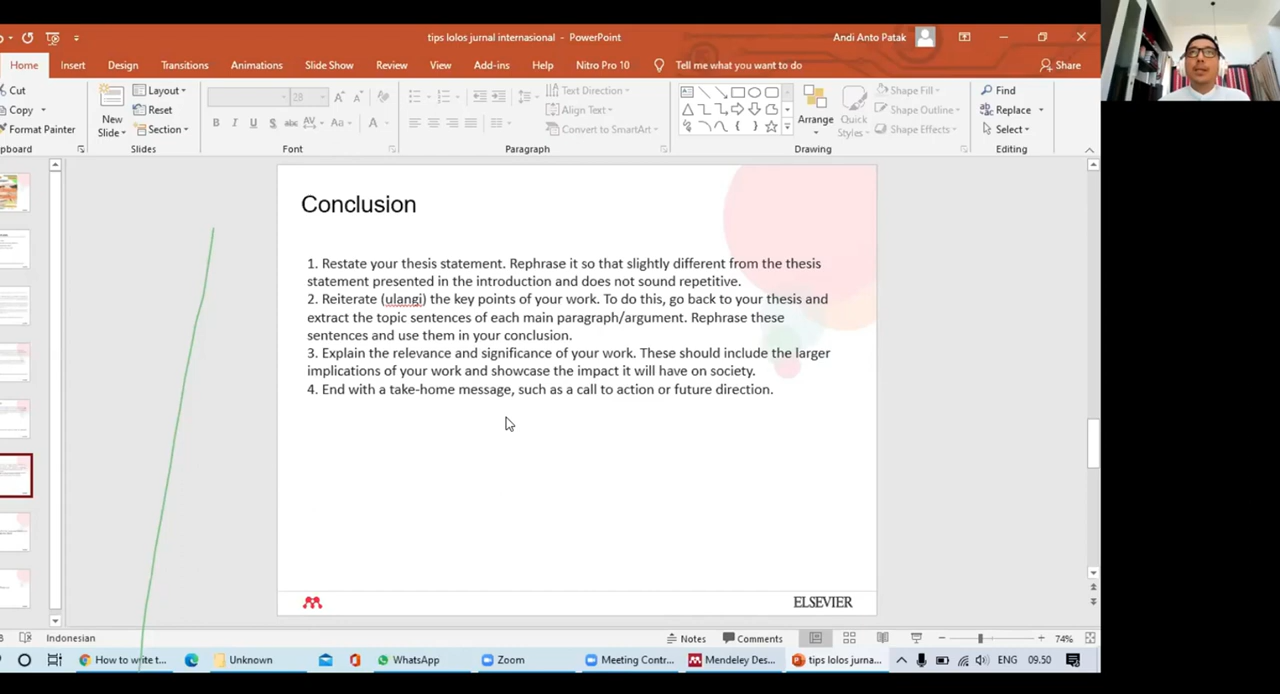 tips lolos jurnal internasional - PowerPoint
Andi Anto Patak
Home Insert Design Transitions Animations Slide Show Review View Add-ins Help Nitro Pro 10 Tell me what you want to do Share
Cut
Copy
Format Painter
pboard
New
Slide
Layout
Reset
Section
Slides
28
B I U S abc AV Aa A
Font
Text Direction
Align Text
Convert to SmartArt
Paragraph
Arrange
Quick
Styles
Shape Fill
Shape Outline
Shape Effects
Drawing
Find
Replace
Select
Editing
Conclusion
1. Restate your thesis statement. Rephrase it so that slightly different from the thesis
statement presented in the introduction and does not sound repetitive.
2. Reiterate (ulangi) the key points of your work. To do this, go back to your thesis and
extract the topic sentences of each main paragraph/argument. Rephrase these
sentences and use them in your conclusion.
3. Explain the relevance and significance of your work. These should include the larger
implications of your work and showcase the impact it will have on society.
4. End with a take-home message, such as a call to action or future direction.
ELSEVIER
Indonesian
Notes Comments 74%
How to write t... Unknown WhatsApp Zoom Meeting Contr... Mendeley Des... tips lolos jurna... ENG 09.50